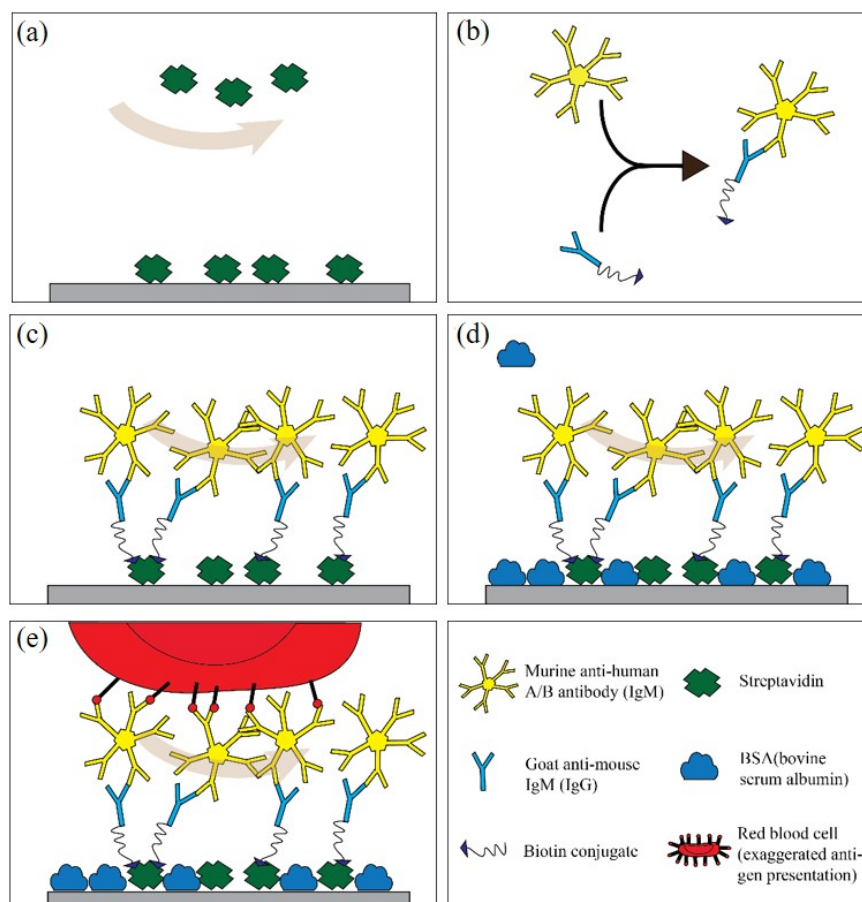 (a)
(b)
(c)
(d)
(e)
Murine anti-human
A/B antibody (IgM)
Streptavidin
Goat anti-mouse
IgM (IgG)
BSA(bovine
serum albumin)
Biotin conjugate
Red blood cell
(exaggerated anti-
gen presentation)